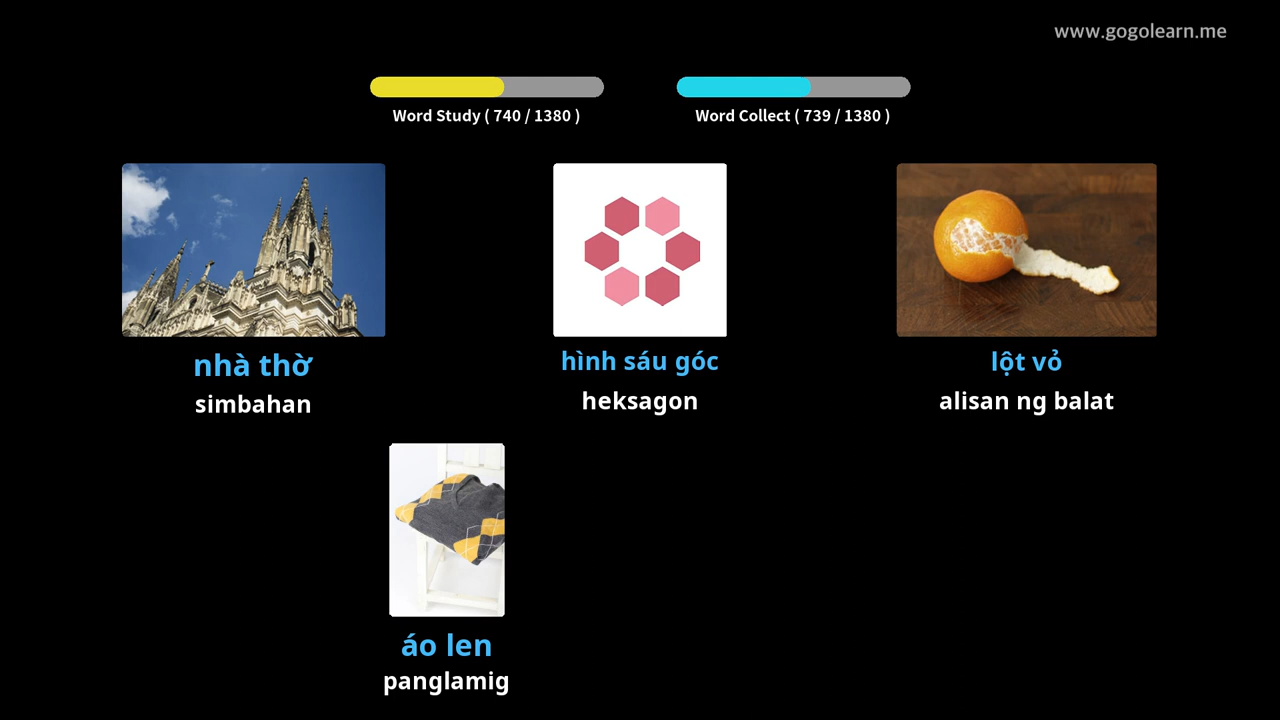 www.gogolearn.me
Word Study ( 740 / 1380 )
Word Collect ( 739 / 1380 )
nhà thờ
simbahan
hình sáu góc
heksagon
lột vỏ
alisan ng balat
áo len
panglamig